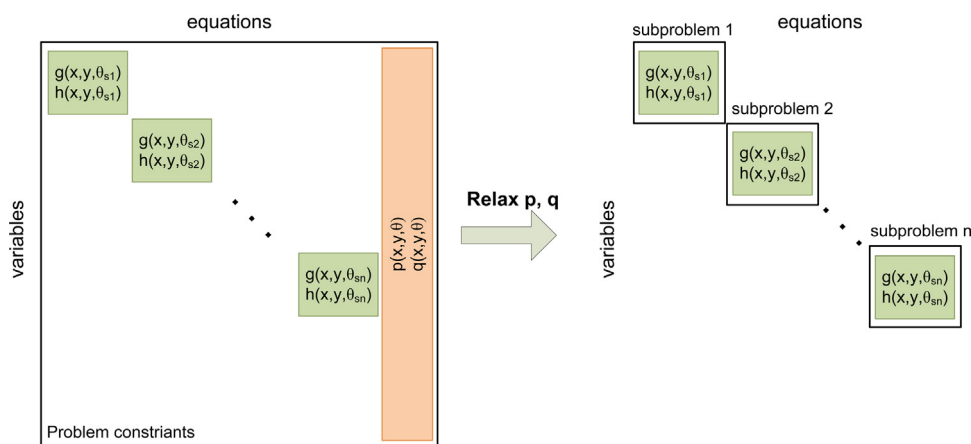 equations
variables
g(x,y,θs1)
h(x,y,θs1)
g(x,y,θs2)
h(x,y,θs2)
g(x,y,θsn)
h(x,y,θsn)
p(x,y,θ)
q(x,y,θ)
Problem constriants
Relax p, q
equations
variables
subproblem 1
g(x,y,θs1)
h(x,y,θs1)
subproblem 2
g(x,y,θs2)
h(x,y,θs2)
subproblem n
g(x,y,θsn)
h(x,y,θsn)